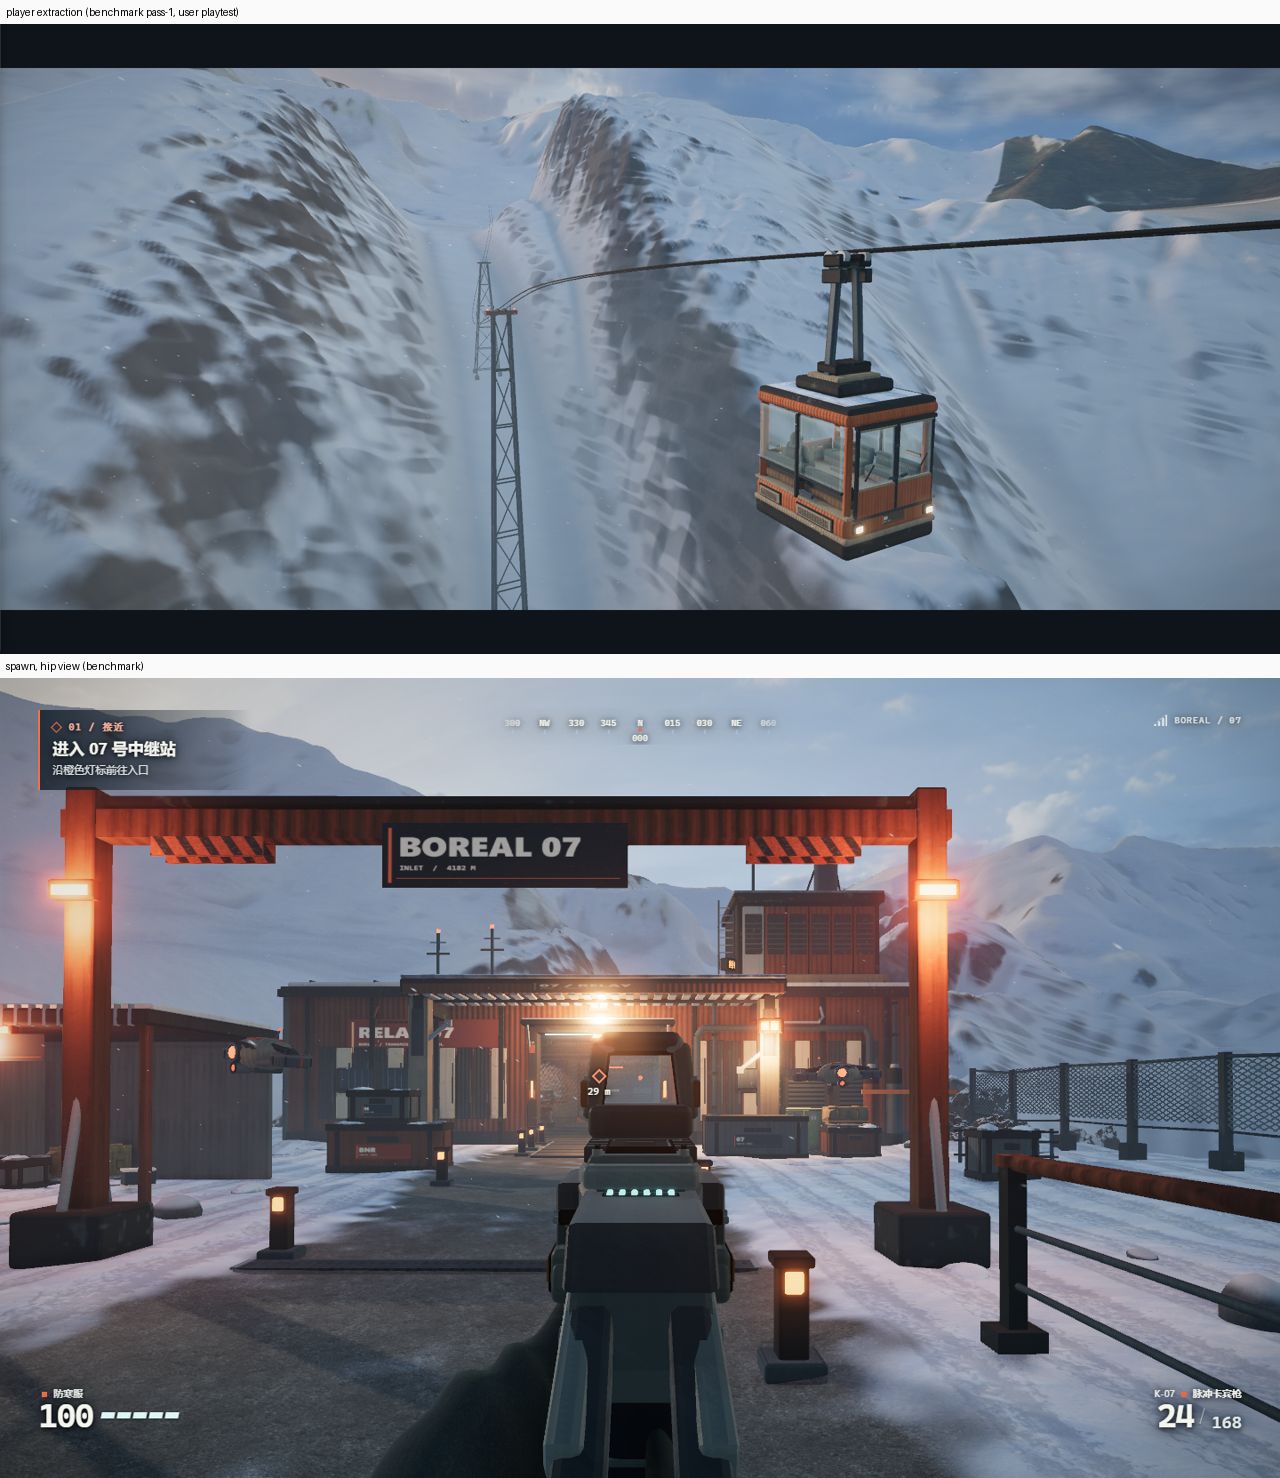 player extraction (benchmark pass-1, user playtest)
spawn, hip view (benchmark)
01 / 接近
进入 07 号中继站
沿橙色灯标前往入口
300 NW 330 345 N 015 030 NE 060
000
BOREAL / 07
BOREAL 07
INLET / 4182 M
RELA 7
29 m
BNR
07
防寒服
100
K-07 脉冲卡宾枪
24 / 168